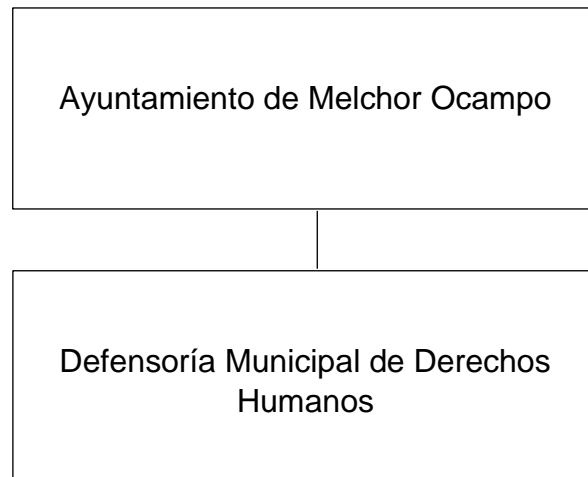 Ayuntamiento de Melchor Ocampo
Defensoría Municipal de Derechos
Humanos